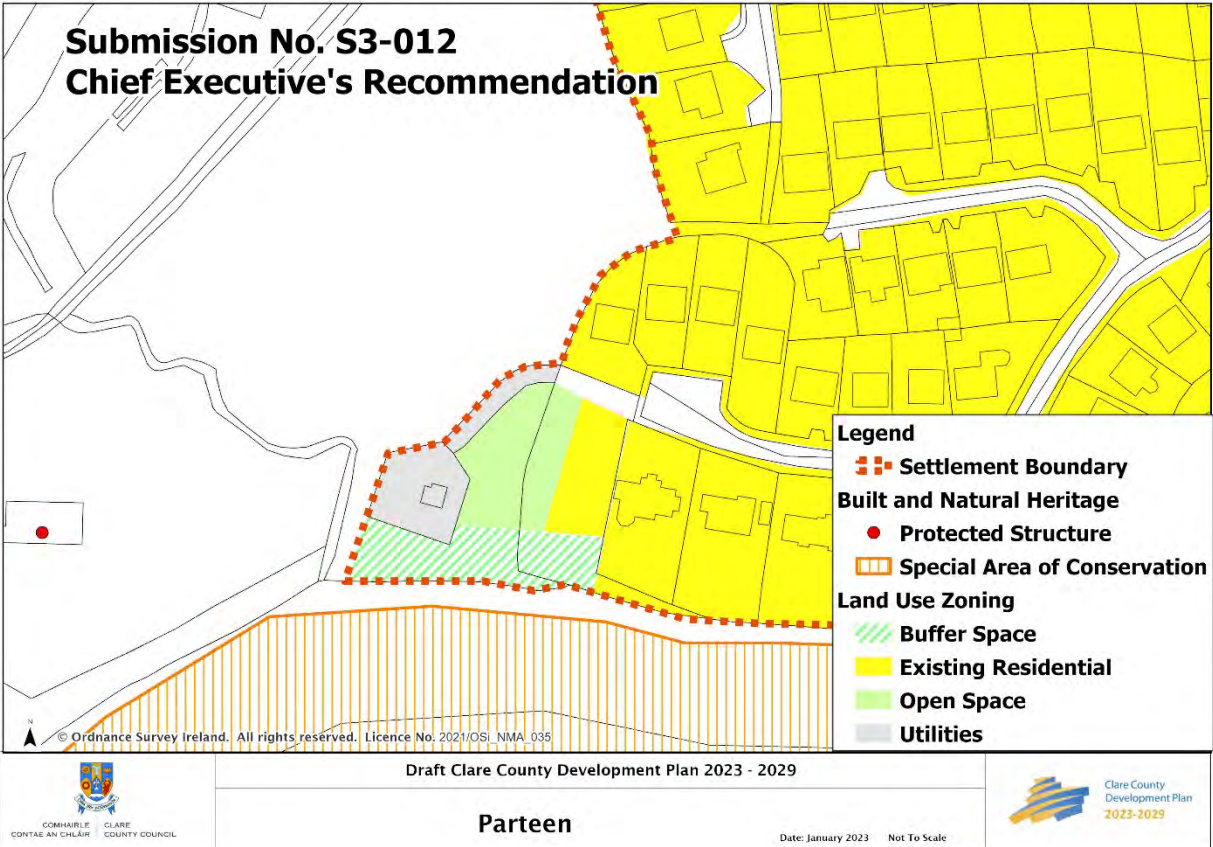 Submission No. S3-012
Chief Executive's Recommendation
Legend
Settlement Boundary
Built and Natural Heritage
Protected Structure
Special Area of Conservation
Land Use Zoning
Buffer Space
Existing Residential
Open Space
Utilities
N
© Ordnance Survey Ireland. All rights reserved. Licence No. 2021/OSi_NMA_035
COMHAIRLE CLARE
CONTAE AN CHLÁIR COUNTY COUNCIL
Draft Clare County Development Plan 2023 - 2029
Parteen
Date: January 2023 Not To Scale
Clare County
Development Plan
2023-2029